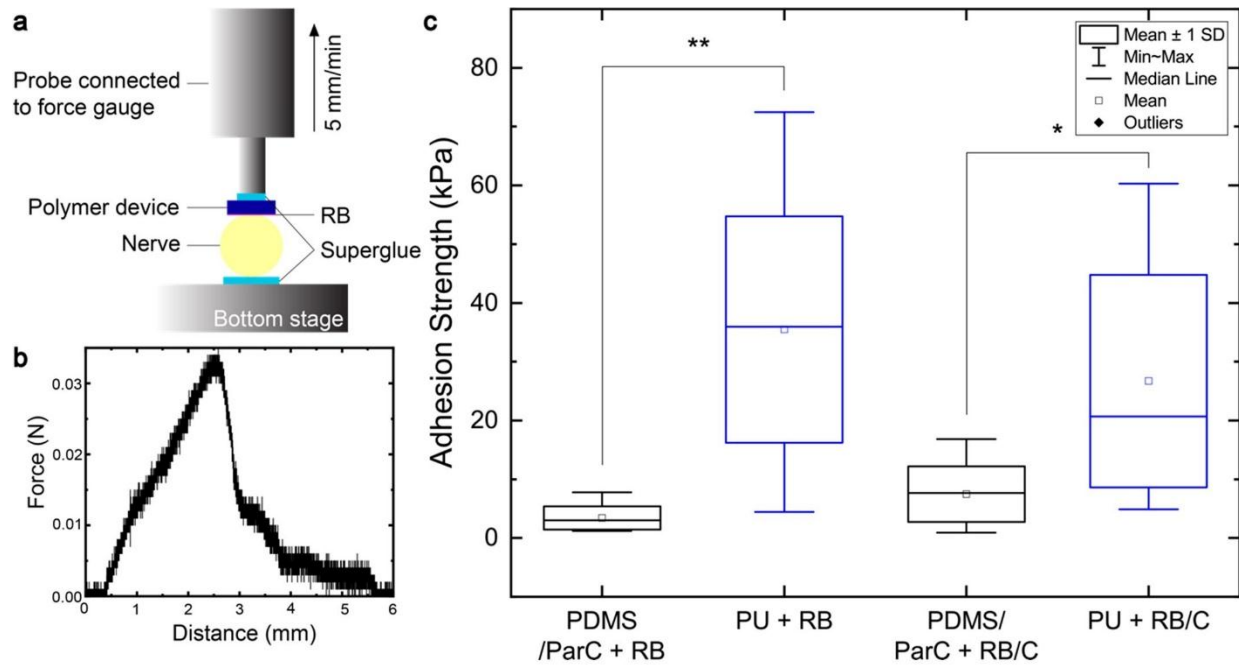 a
Probe connected
to force gauge
5 mm/min
Polymer device
RB
Nerve
Superglue
Bottom stage
b
Force (N)
0.03
0.02
0.01
0.00
0 1 2 3 4 5 6
Distance (mm)
c
Adhesion Strength (kPa)
80
60
40
20
0
**
*
Mean ± 1 SD
Min~Max
Median Line
Mean
Outliers
PDMS
/ParC + RB
PU + RB
PDMS/
ParC + RB/C
PU + RB/C